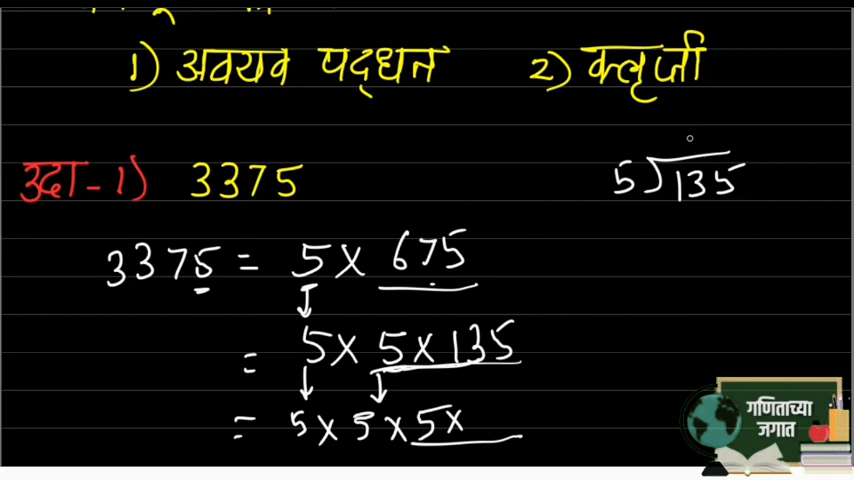 1) अवयव पद्धत 2) क्लृप्ती
उदा-1) 3375
5)135
3375 = 5 × 675
= 5 × 5 × 135
= 5 × 5 × 5 ×
गणिताच्या
जगात